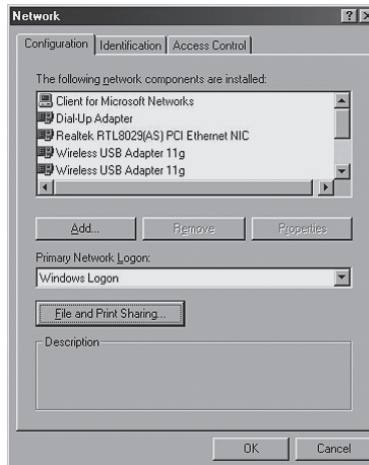 Network
Configuration Identification Access Control
The following network components are installed:
Client for Microsoft Networks
Dial-Up Adapter
Realtek RTL8029(AS) PCI Ethernet NIC
Wireless USB Adapter 11g
Wireless USB Adapter 11g
Add... Remove Properties
Primary Network Logon:
Windows Logon
File and Print Sharing...
Description
OK Cancel